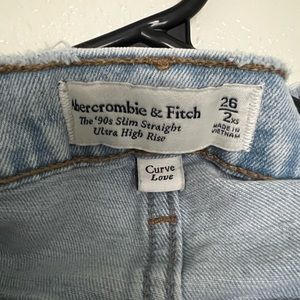 Abercrombie & Fitch
The '90s Slim Straight
Ultra High Rise
26
2XS
MADE IN
VIETNAM
Curve
Love